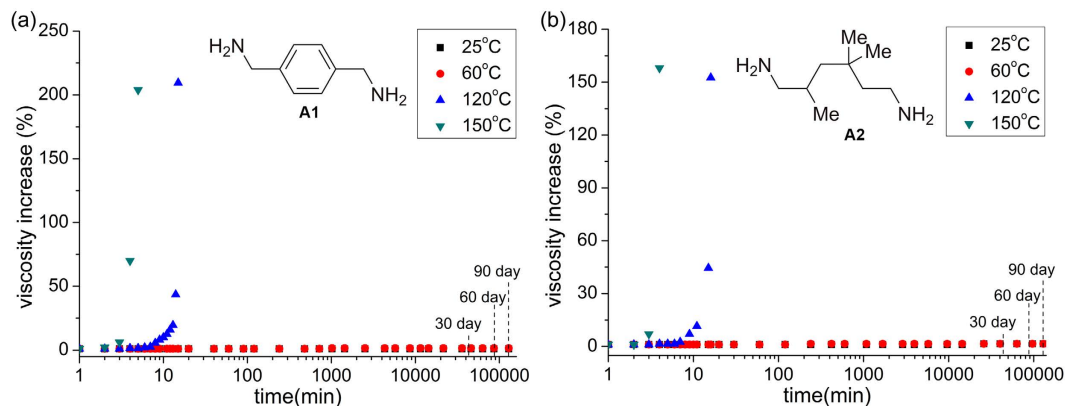 (a)
H₂N
NH₂
A1
25°C
60°C
120°C
150°C
250
200
150
100
50
0
viscosity increase (%)
30 day
60 day
90 day
1
10
100
1000
10000
100000
time(min)
(b)
Me
Me
H₂N
NH₂
Me
A2
25°C
60°C
120°C
150°C
180
150
120
90
60
30
0
viscosity increase (%)
30 day
60 day
90 day
1
10
100
1000
10000
100000
time(min)